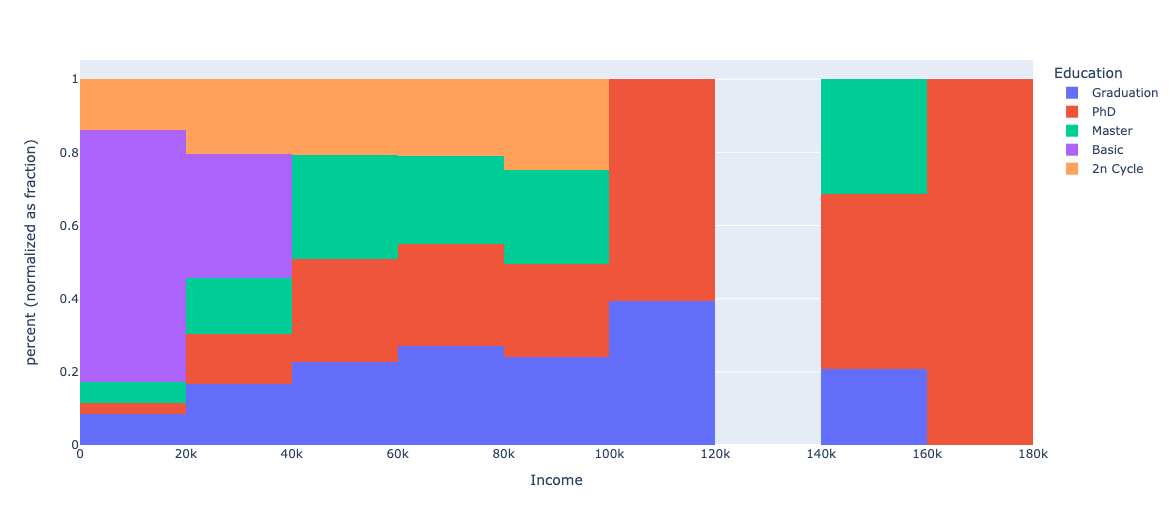 Education
Graduation
PhD
Master
Basic
2n Cycle
percent (normalized as fraction)
1
0.8
0.6
0.4
0.2
0
0 20k 40k 60k 80k 100k 120k 140k 160k 180k
Income